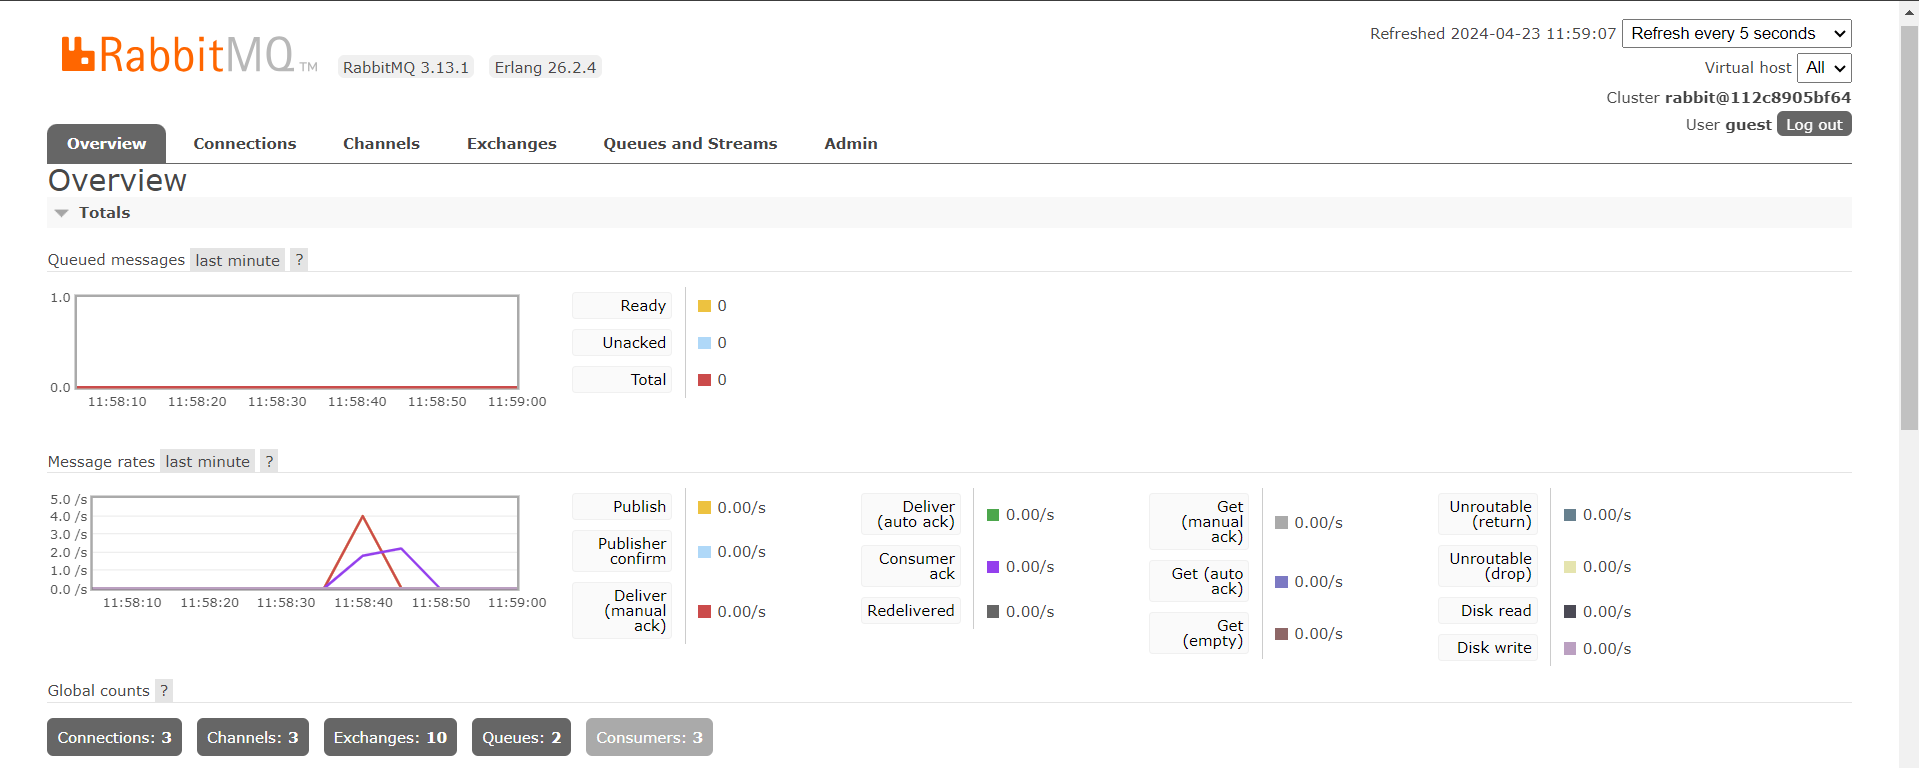 RabbitMQ TM RabbitMQ 3.13.1 Erlang 26.2.4
Refreshed 2024-04-23 11:59:07 Refresh every 5 seconds
Virtual host All
Cluster rabbit@112c8905bf64
User guest Log out
Overview Connections Channels Exchanges Queues and Streams Admin
Overview
Totals
Queued messages last minute ?
1.0
0.0
11:58:10 11:58:20 11:58:30 11:58:40 11:58:50 11:59:00
Ready 0
Unacked 0
Total 0
Message rates last minute ?
5.0 /s
4.0 /s
3.0 /s
2.0 /s
1.0 /s
0.0 /s
11:58:10 11:58:20 11:58:30 11:58:40 11:58:50 11:59:00
Publish 0.00/s
Publisher
confirm 0.00/s
Deliver
(manual
ack) 0.00/s
Deliver
(auto ack) 0.00/s
Consumer
ack 0.00/s
Redelivered 0.00/s
Get
(manual
ack) 0.00/s
Get (auto
ack) 0.00/s
Get
(empty) 0.00/s
Unroutable
(return) 0.00/s
Unroutable
(drop) 0.00/s
Disk read 0.00/s
Disk write 0.00/s
Global counts ?
Connections: 3 Channels: 3 Exchanges: 10 Queues: 2 Consumers: 3